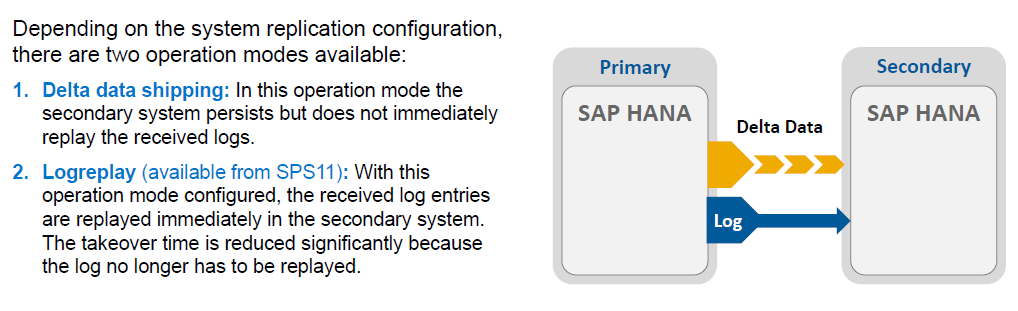 Depending on the system replication configuration,
there are two operation modes available:
1. Delta data shipping: In this operation mode the
secondary system persists but does not immediately
replay the received logs.
2. Logreplay (available from SPS11): With this
operation mode configured, the received log entries
are replayed immediately in the secondary system.
The takeover time is reduced significantly because
the log no longer has to be replayed.
Primary
SAP HANA
Delta Data
Log
Secondary
SAP HANA